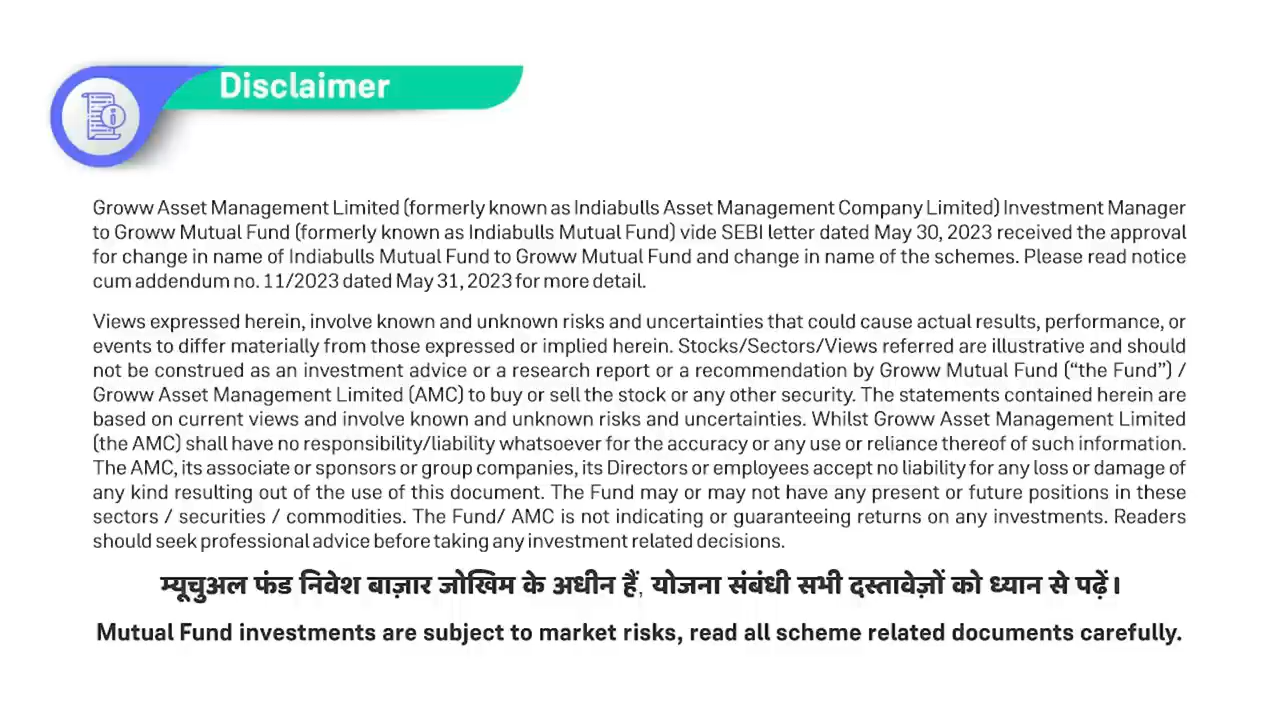 Disclaimer
Groww Asset Management Limited (formerly known as Indiabulls Asset Management Company Limited) Investment Manager
to Groww Mutual Fund (formerly known as Indiabulls Mutual Fund) vide SEBI letter dated May 30, 2023 received the approval
for change in name of Indiabulls Mutual Fund to Groww Mutual Fund and change in name of the schemes. Please read notice
cum addendum no. 11/2023 dated May 31, 2023 for more detail.
Views expressed herein, involve known and unknown risks and uncertainties that could cause actual results, performance, or
events to differ materially from those expressed or implied herein. Stocks/Sectors/Views referred are illustrative and should
not be construed as an investment advice or a research report or a recommendation by Groww Mutual Fund (“the Fund”) /
Groww Asset Management Limited (AMC) to buy or sell the stock or any other security. The statements contained herein are
based on current views and involve known and unknown risks and uncertainties. Whilst Groww Asset Management Limited
(the AMC) shall have no responsibility/liability whatsoever for the accuracy or any use or reliance thereof of such information.
The AMC, its associate or sponsors or group companies, its Directors or employees accept no liability for any loss or damage of
any kind resulting out of the use of this document. The Fund may or may not have any present or future positions in these
sectors / securities / commodities. The Fund/ AMC is not indicating or guaranteeing returns on any investments. Readers
should seek professional advice before taking any investment related decisions.
म्यूचुअल फंड निवेश बाज़ार जोखिम के अधीन हैं, योजना संबंधी सभी दस्तावेज़ों को ध्यान से पढ़ें।
Mutual Fund investments are subject to market risks, read all scheme related documents carefully.